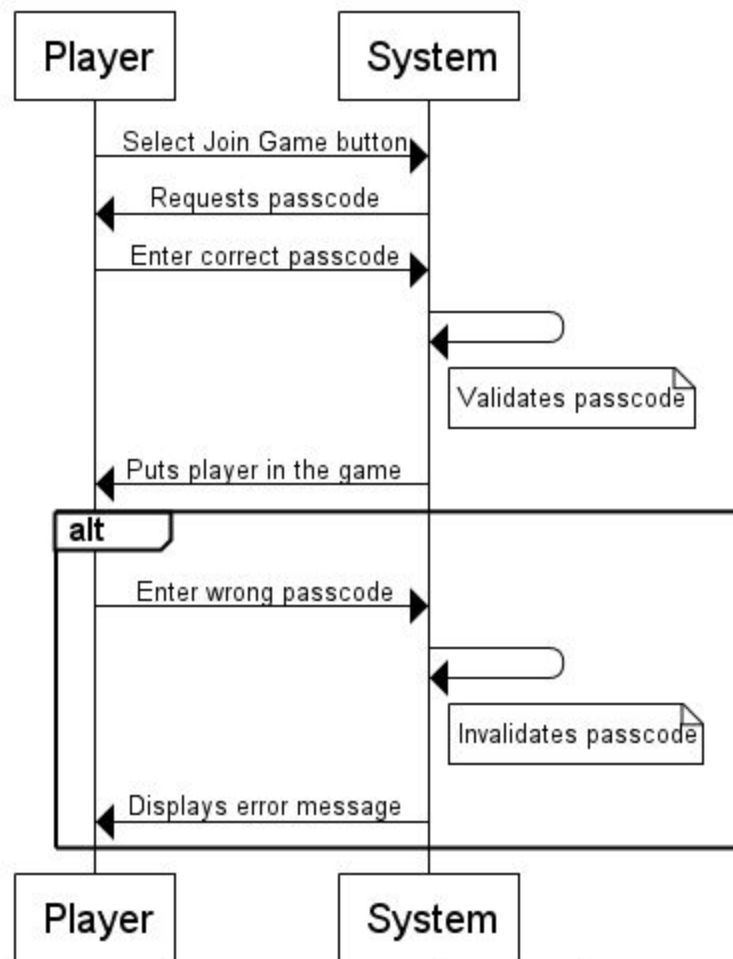 Player System
Select Join Game button
Requests passcode
Enter correct passcode
Validates passcode
Puts player in the game
alt
Enter wrong passcode
Invalidates passcode
Displays error message
Player System